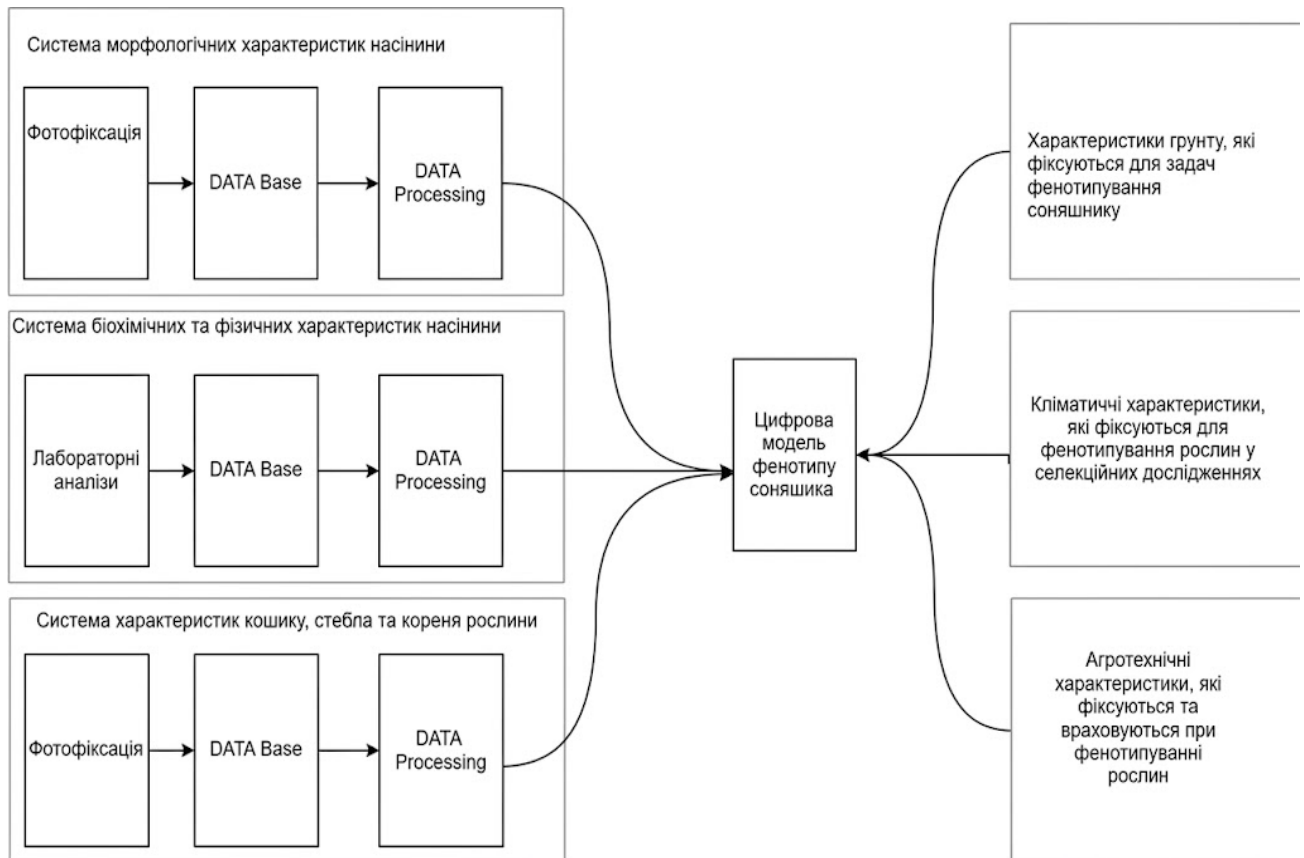 Система морфологічних характеристик насінини
Фотофіксація
DATA Base
DATA
Processing
Система біохімічних та фізичних характеристик насінини
Лабораторні
аналізи
DATA Base
DATA
Processing
Система характеристик кошику, стебла та кореня рослини
Фотофіксація
DATA Base
DATA
Processing
Цифрова
модель
фенотипу
соняшика
Характеристики грунту, які
фіксуються для задач
фенотипування
соняшнику
Кліматиччі характеристики,
які фіксуються для
фенотипування рослин у
селекційних дослідженнях
Агротехнічні
характеристики, які
фіксуються та
враховуються при
фенотипуванні
рослин